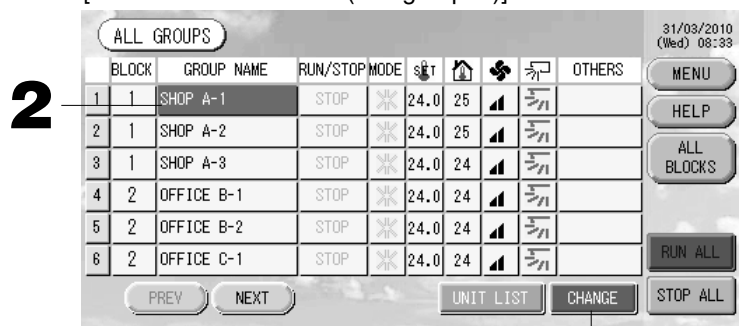 ALL GROUPS
31/03/2010
(Wed) 08:33
BLOCK GROUP NAME RUN/STOP MODE SET OTHERS
MENU
2
1 1 SHOP A-1 STOP 24.0 25
HELP
2 1 SHOP A-2 STOP 24.0 25
ALL
BLOCKS
3 1 SHOP A-3 STOP 24.0 24
4 2 OFFICE B-1 STOP 24.0 24
5 2 OFFICE B-2 STOP 24.0 24
6 2 OFFICE C-1 STOP 24.0 24
RUN ALL
PREV NEXT UNIT LIST CHANGE STOP ALL